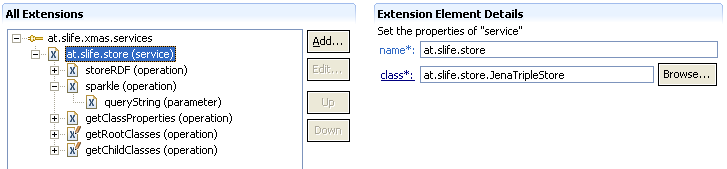 All Extensions
at.slife.xmas.services
at.slife.store (service)
storeRDF (operation)
sparkle (operation)
queryString (parameter)
getClassProperties (operation)
getRootClasses (operation)
getChildClasses (operation)
Add...
Edit...
Up
Down
Extension Element Details
Set the properties of "service"
name*: at.slife.store
class*: at.slife.store.JenaTripleStore Browse...